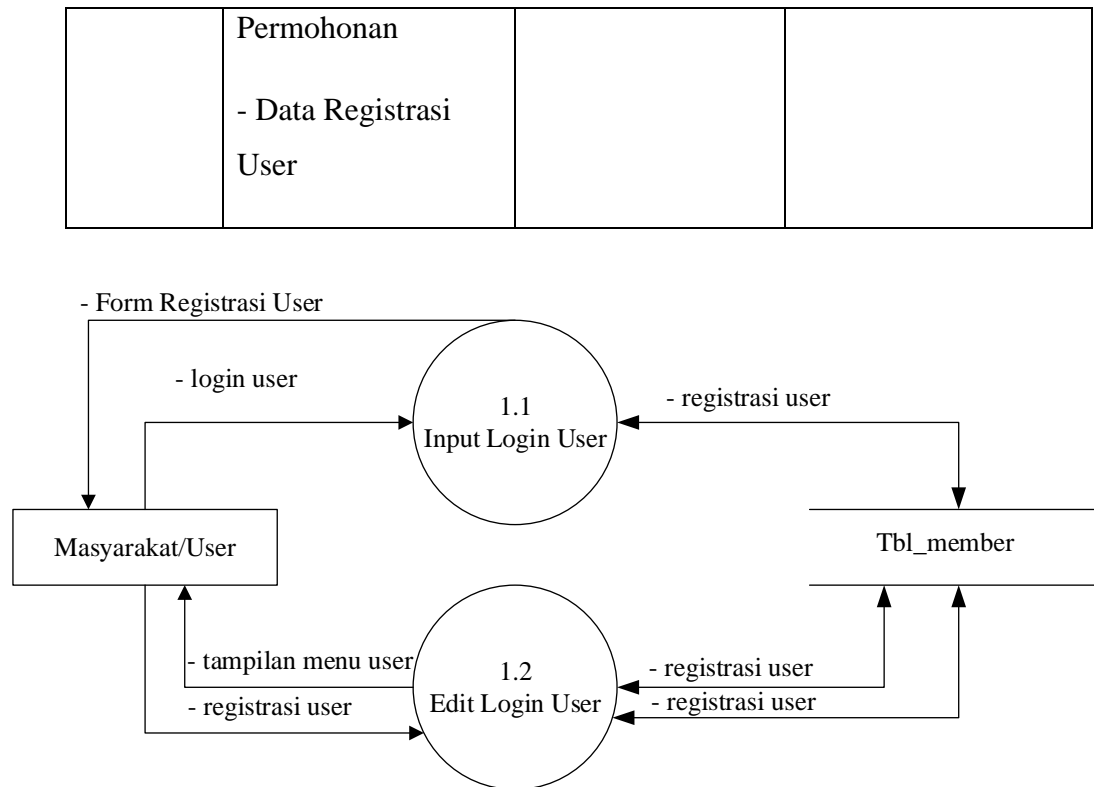 Permohonan
- Data Registrasi
User
- Form Registrasi User
- login user
1.1
Input Login User
- registrasi user
Masyarakat/User
Tbl_member
- tampilan menu user
- registrasi user
1.2
Edit Login User
- registrasi user
- registrasi user